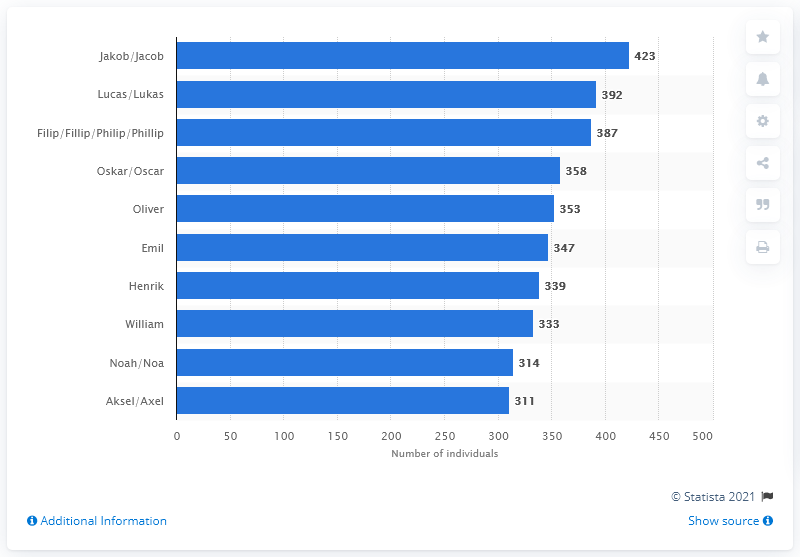 Jakob/Jacob 423
Lucas/Lukas 392
Filip/Fillip/Philip/Phillip 387
Oskar/Oscar 358
Oliver 353
Emil 347
Henrik 339
William 333
Noah/Noa 314
Aksel/Axel 311
0 50 100 150 200 250 300 350 400 450 500
Number of individuals
© Statista 2021
Additional Information
Show source